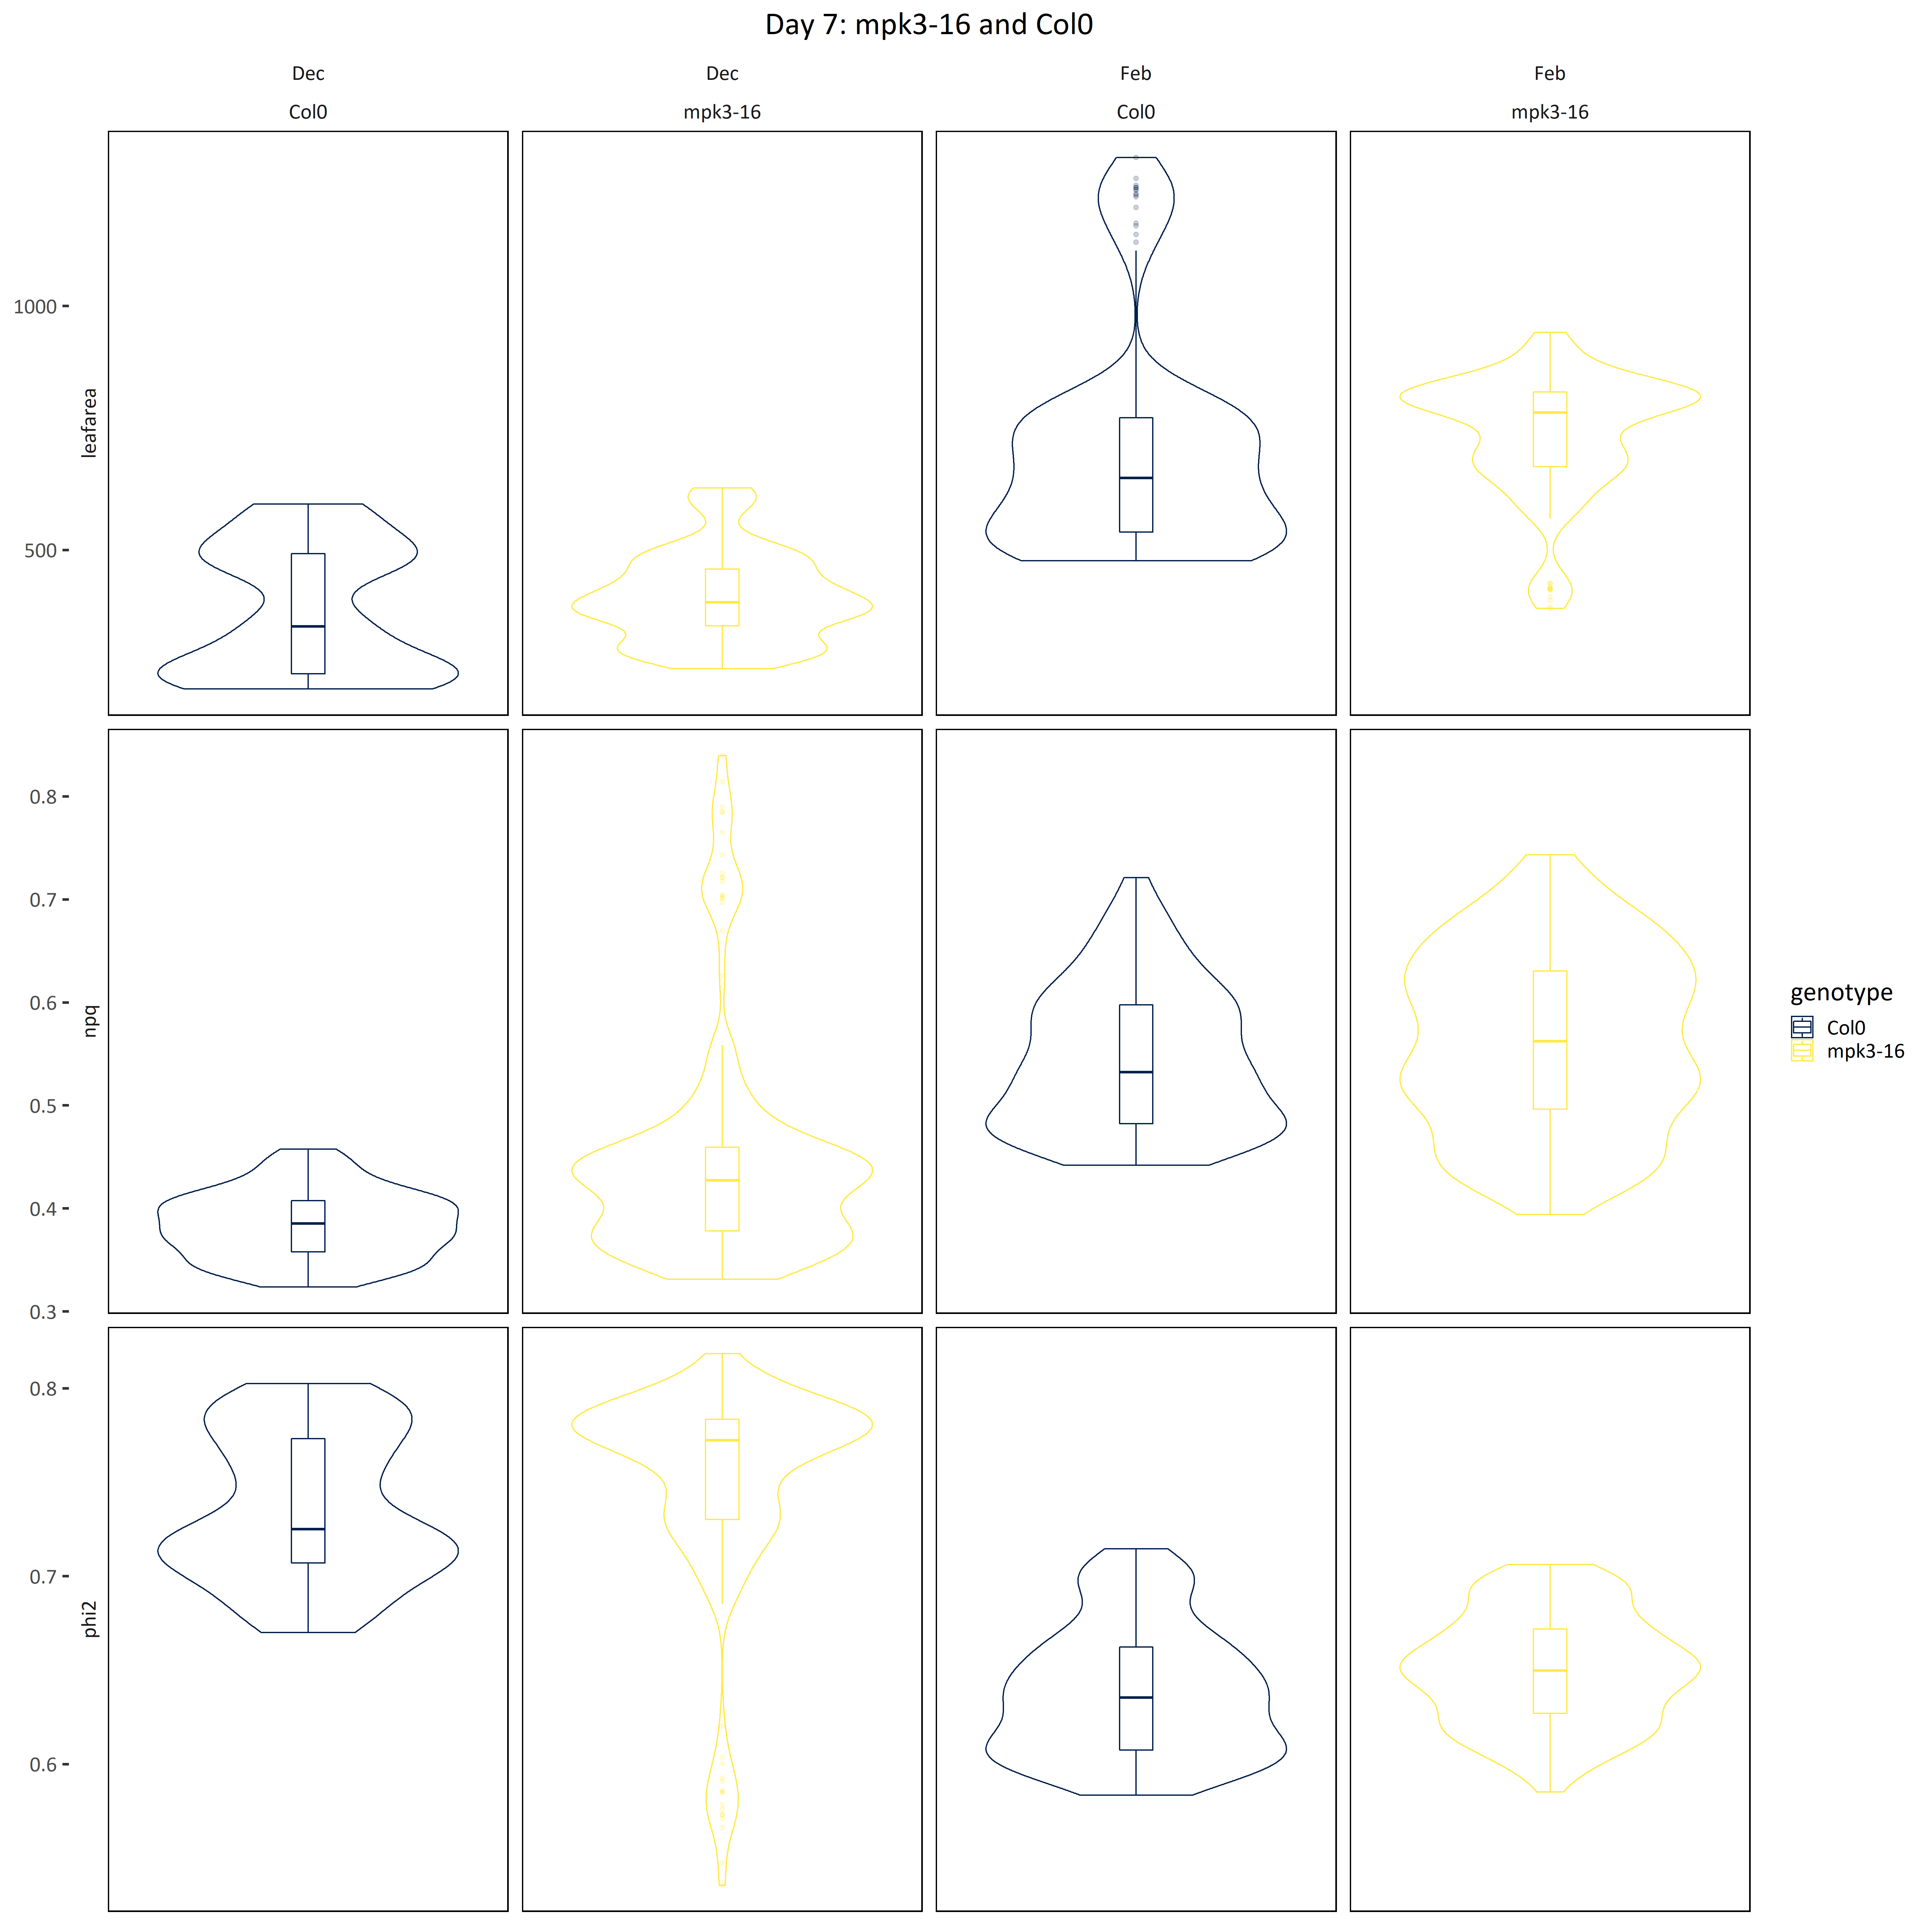 Day 7: mpk3-16 and Col0
Dec Dec Feb Feb
Col0 mpk3-16 Col0 mpk3-16
leafarea
1000
500
npq
0.8
0.7
0.6
0.5
0.4
0.3
phi2
0.8
0.7
0.6
genotype
Col0
mpk3-16